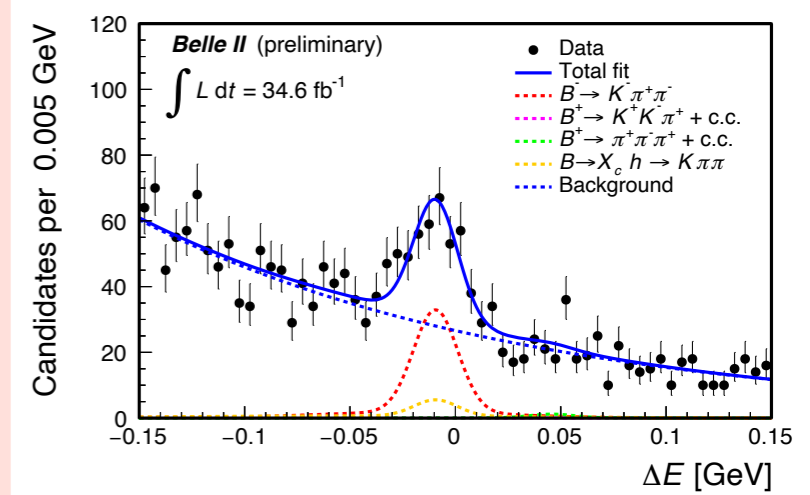 Candidates per 0.005 GeV
120
100
80
60
40
20
0
Belle II (preliminary)
∫ L dt = 34.6 fb⁻¹
Data
Total fit
B⁻→ K⁻π⁺π⁻
B⁺→ K⁺K⁻π⁺ + c.c.
B⁺→ π⁺π⁻π⁺ + c.c.
B→X_c h → Kππ
Background
−0.15 −0.1 −0.05 0 0.05 0.1 0.15
ΔE [GeV]